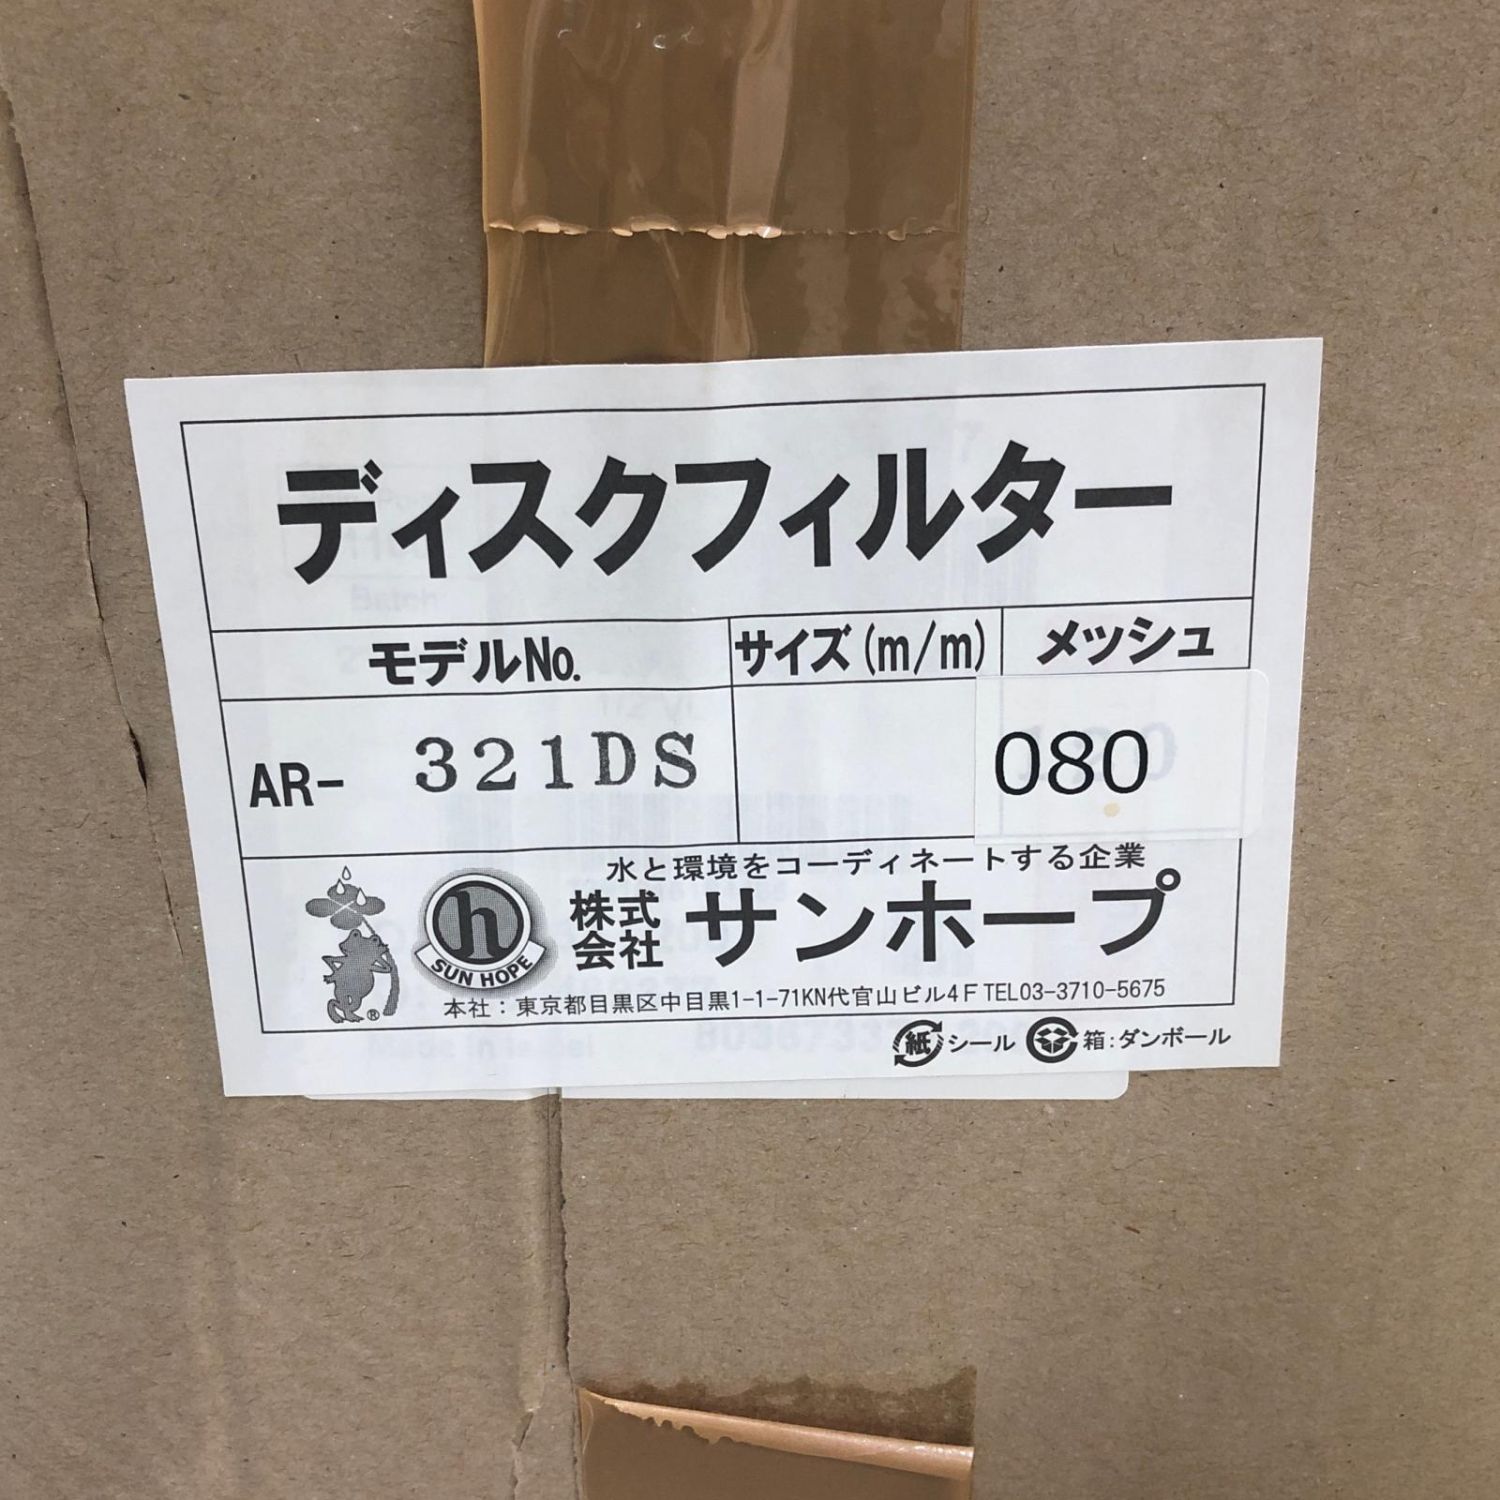 ディスクフィルター
モデルNo. サイズ(m/m) メッシュ
AR- 321DS 080
水と環境をコーディネートする企業
株式会社 サンホープ
SUN HOPE
本社：東京都目黒区中目黒1-1-71KN代官山ビル4F TEL03-3710-5675
紙 シール 箱:ダンボール